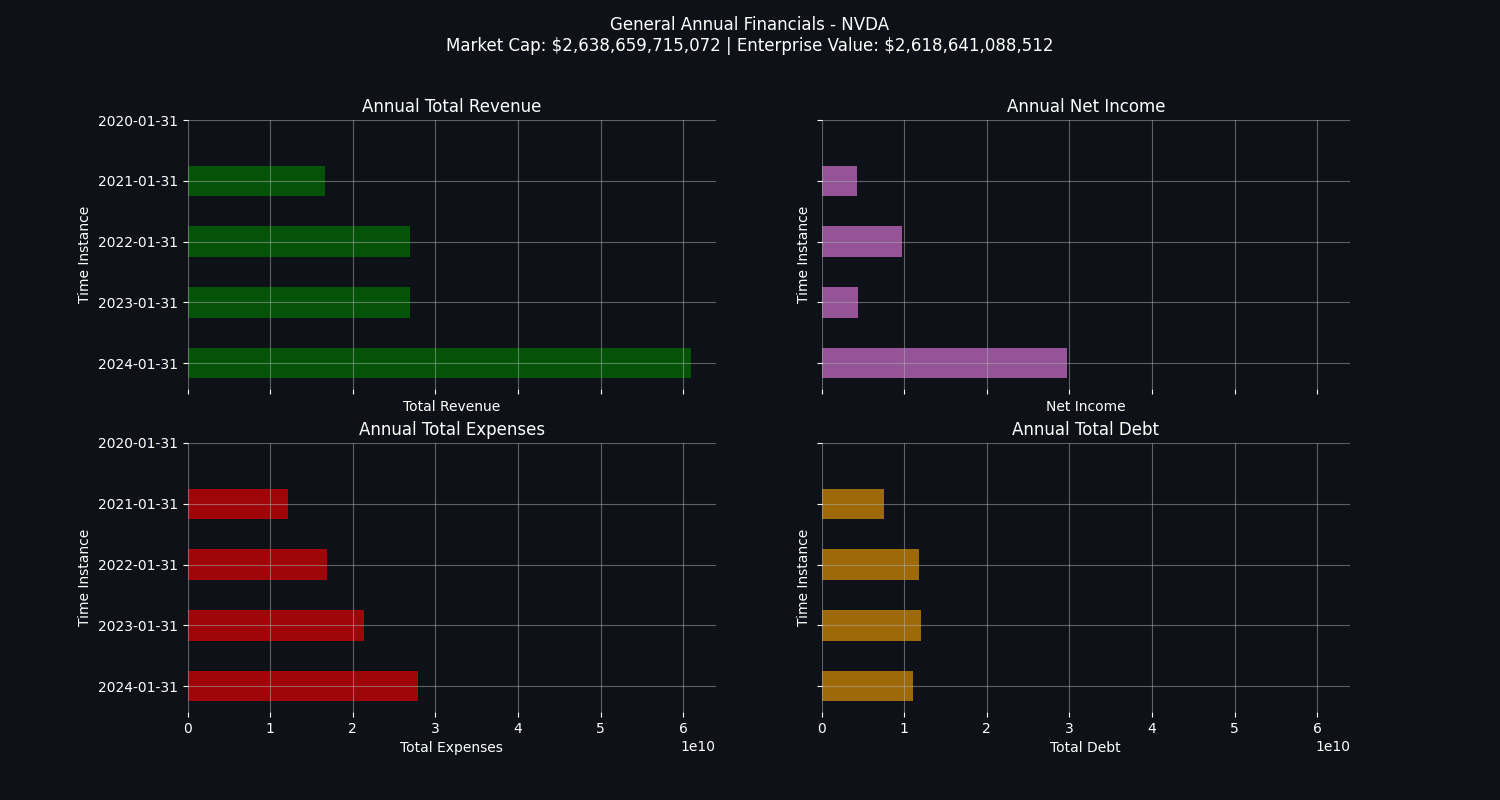 General Annual Financials - NVDA
Market Cap: $2,638,659,715,072 | Enterprise Value: $2,618,641,088,512
Annual Total Revenue
2020-01-31
2021-01-31
2022-01-31
2023-01-31
2024-01-31
Time Instance
Total Revenue
Annual Net Income
Time Instance
Net Income
Annual Total Expenses
2020-01-31
2021-01-31
2022-01-31
2023-01-31
2024-01-31
Time Instance
0 1 2 3 4 5 6
1e10
Total Expenses
Annual Total Debt
Time Instance
0 1 2 3 4 5 6
1e10
Total Debt